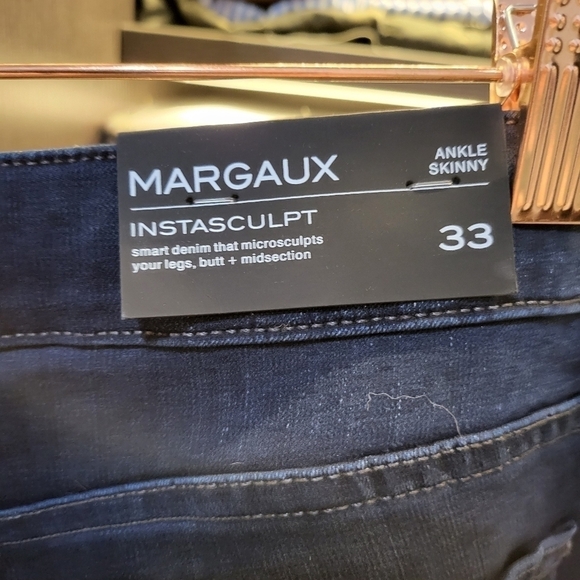 MARGAUX
ANKLE
SKINNY
INSTASCULPT
smart denim that microsculpts
your legs, butt + midsection
33